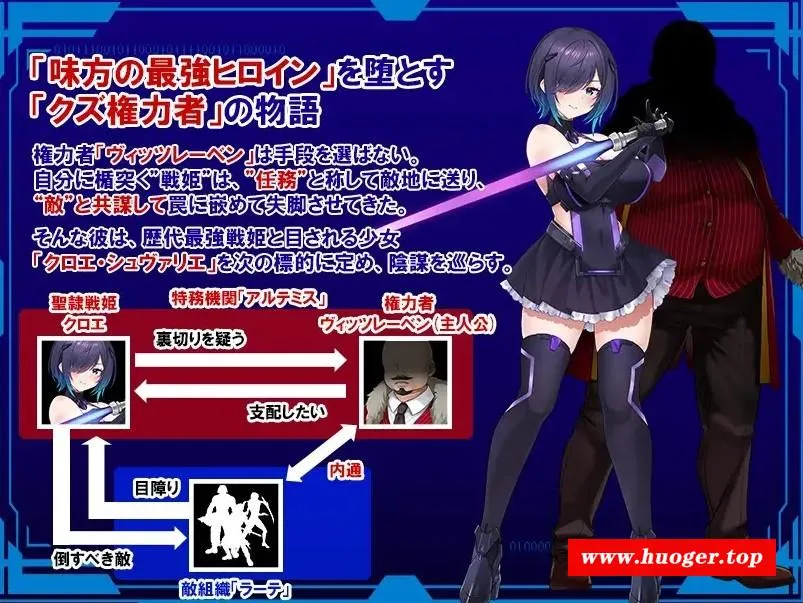 「味方の最強ヒロイン」を堕とす
「クズ権力者」の物語
権力者「ヴィッツレーベン」は手段を選ばない。
自分に楯突く"戦姫"は、"任務"と称して敵地に送り、
"敵"と共謀して罠に嵌めて失脚させてきた。
そんな彼は、歴代最強戦姫と目される少女
「クロエ・シュヴァリエ」を次の標的に定め、陰謀を巡らす。
聖隷戦姫
クロエ
特務機関「アルテミス」
権力者
ヴィッツレーベン(主人公)
裏切りを疑う
支配したい
内通
目障り
倒すべき敵
敵組織「ラーテ」
www.huoger.top